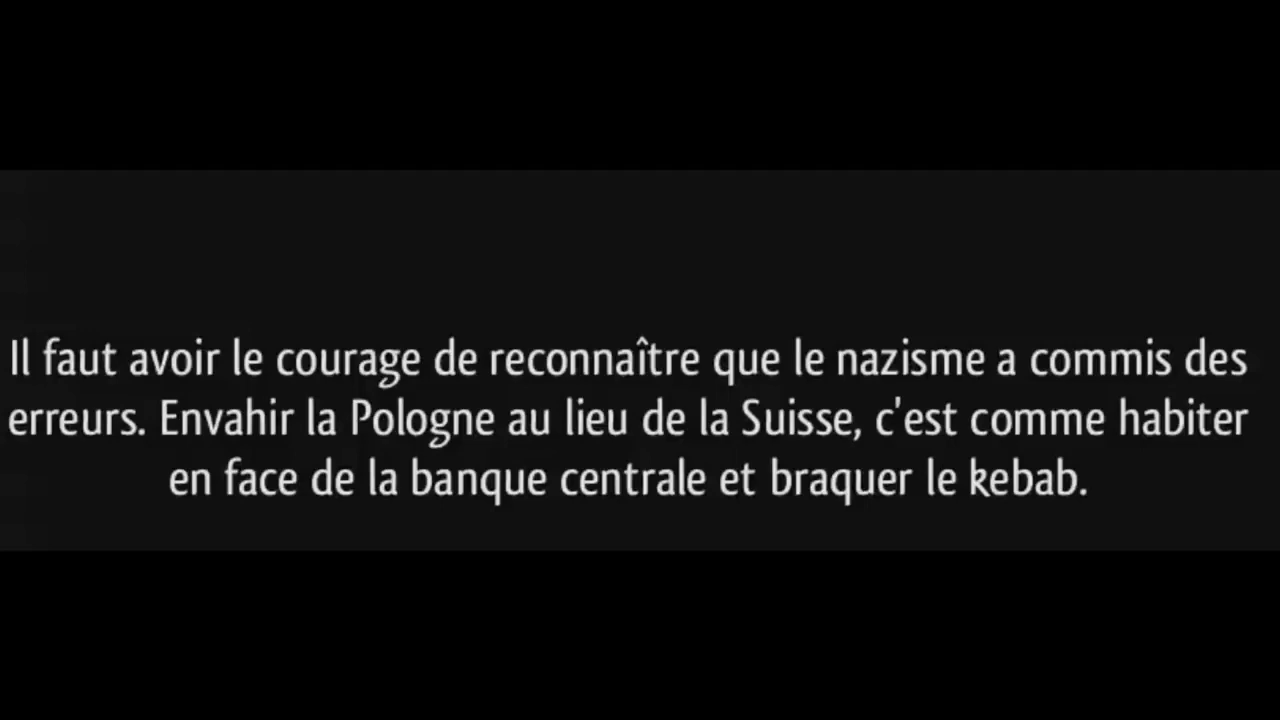 Il faut avoir le courage de reconnaître que le nazisme a commis des
erreurs. Envahir la Pologne au lieu de la Suisse, c'est comme habiter
en face de la banque centrale et braquer le kebab.